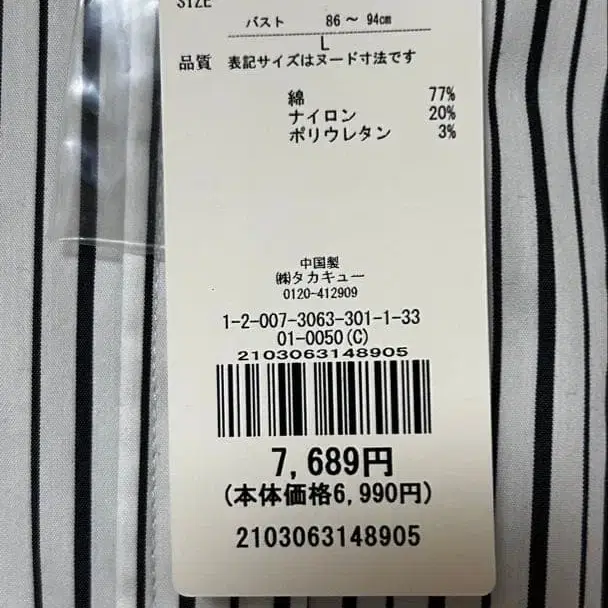 SIZE
バスト 86 ～ 94cm
L
品質 表記サイズはヌード寸法です
綿 77%
ナイロン 20%
ポリウレタン 3%
中国製
㈱タカキュー
0120-412909
1-2-007-3063-301-1-33
01-0050(C)
2103063148905
7,689円
(本体価格6,990円)
2103063148905